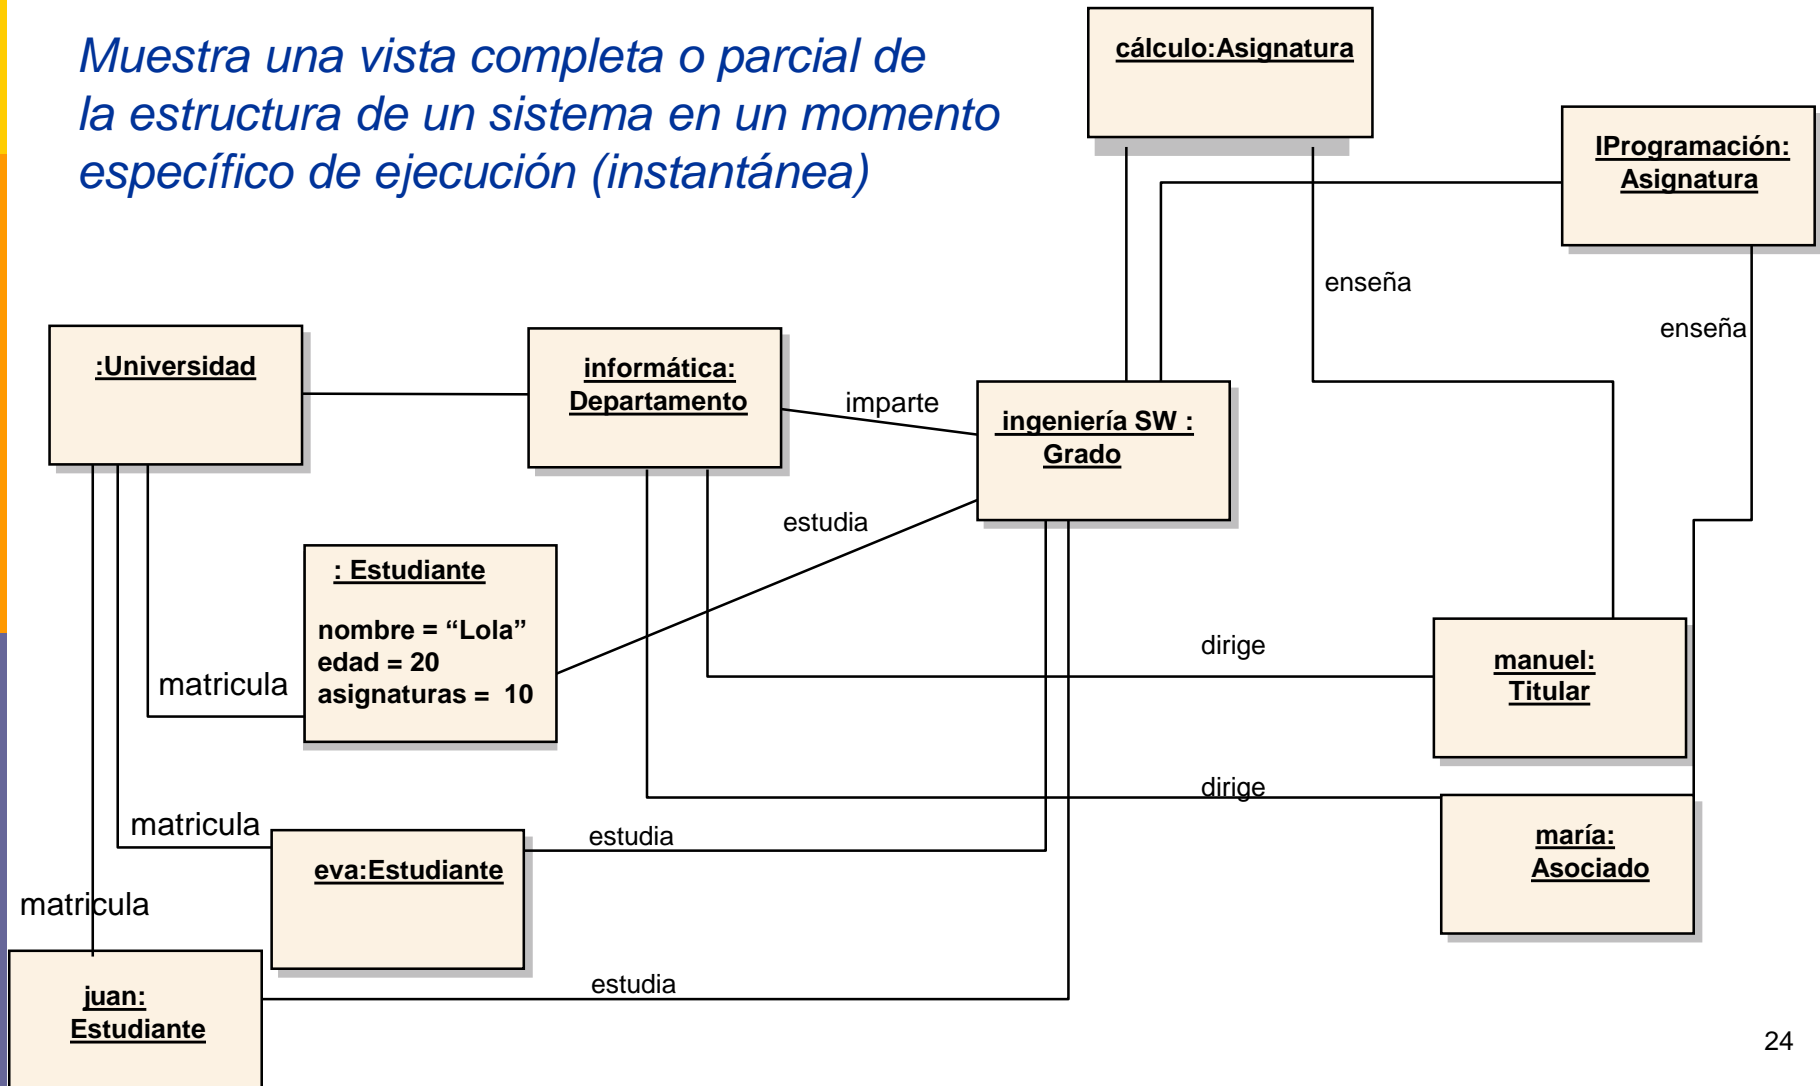 Muestra una vista completa o parcial de
la estructura de un sistema en un momento
específico de ejecución (instantánea)
cálculo:Asignatura
IProgramación:
Asignatura
enseña
enseña
:Universidad
informática:
Departamento
imparte
ingeniería SW :
Grado
estudia
: Estudiante
nombre = “Lola”
edad = 20
asignaturas =  10
matricula
dirige
manuel:
Titular
dirige
matricula
eva:Estudiante
estudia
maría:
Asociado
matricula
juan:
Estudiante
estudia
24